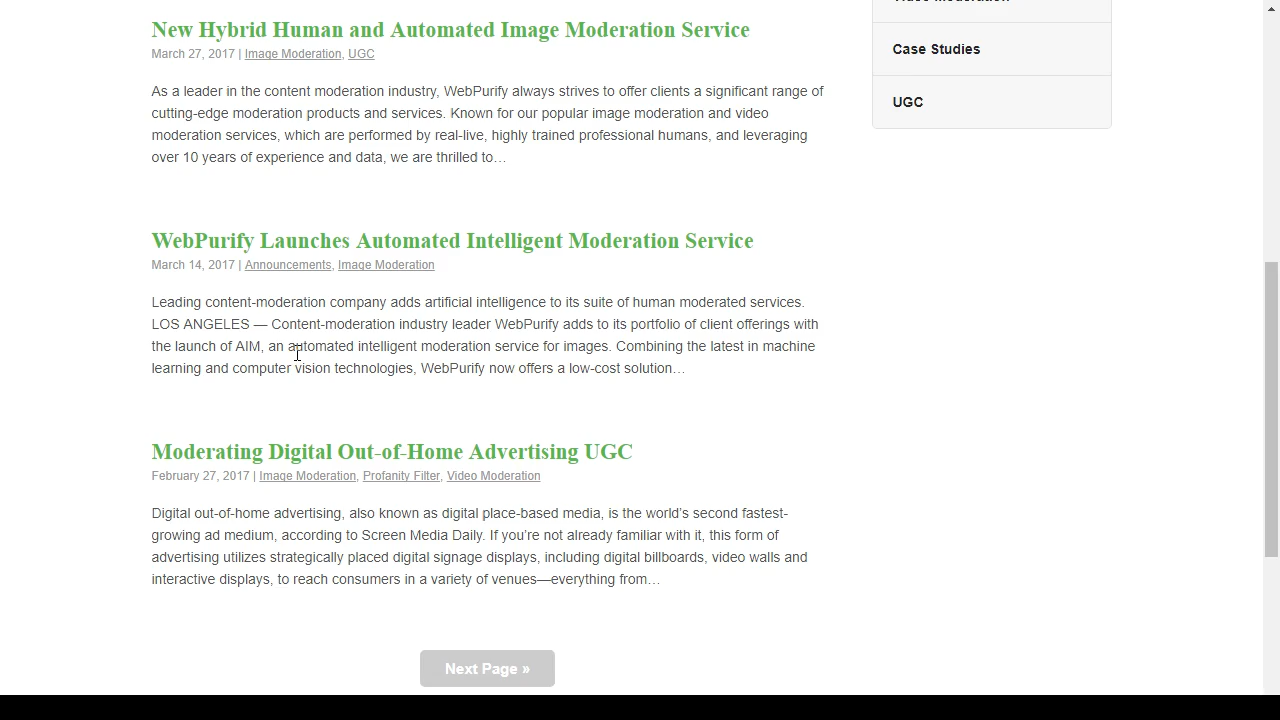 New Hybrid Human and Automated Image Moderation Service
March 27, 2017 | Image Moderation, UGC
As a leader in the content moderation industry, WebPurify always strives to offer clients a significant range of
cutting-edge moderation products and services. Known for our popular image moderation and video
moderation services, which are performed by real-live, highly trained professional humans, and leveraging
over 10 years of experience and data, we are thrilled to…
WebPurify Launches Automated Intelligent Moderation Service
March 14, 2017 | Announcements, Image Moderation
Leading content-moderation company adds artificial intelligence to its suite of human moderated services.
LOS ANGELES — Content-moderation industry leader WebPurify adds to its portfolio of client offerings with
the launch of AIM, an automated intelligent moderation service for images. Combining the latest in machine
learning and computer vision technologies, WebPurify now offers a low-cost solution…
Moderating Digital Out-of-Home Advertising UGC
February 27, 2017 | Image Moderation, Profanity Filter, Video Moderation
Digital out-of-home advertising, also known as digital place-based media, is the world’s second fastest-
growing ad medium, according to Screen Media Daily. If you’re not already familiar with it, this form of
advertising utilizes strategically placed digital signage displays, including digital billboards, video walls and
interactive displays, to reach consumers in a variety of venues—everything from…
Next Page »
Case Studies
UGC